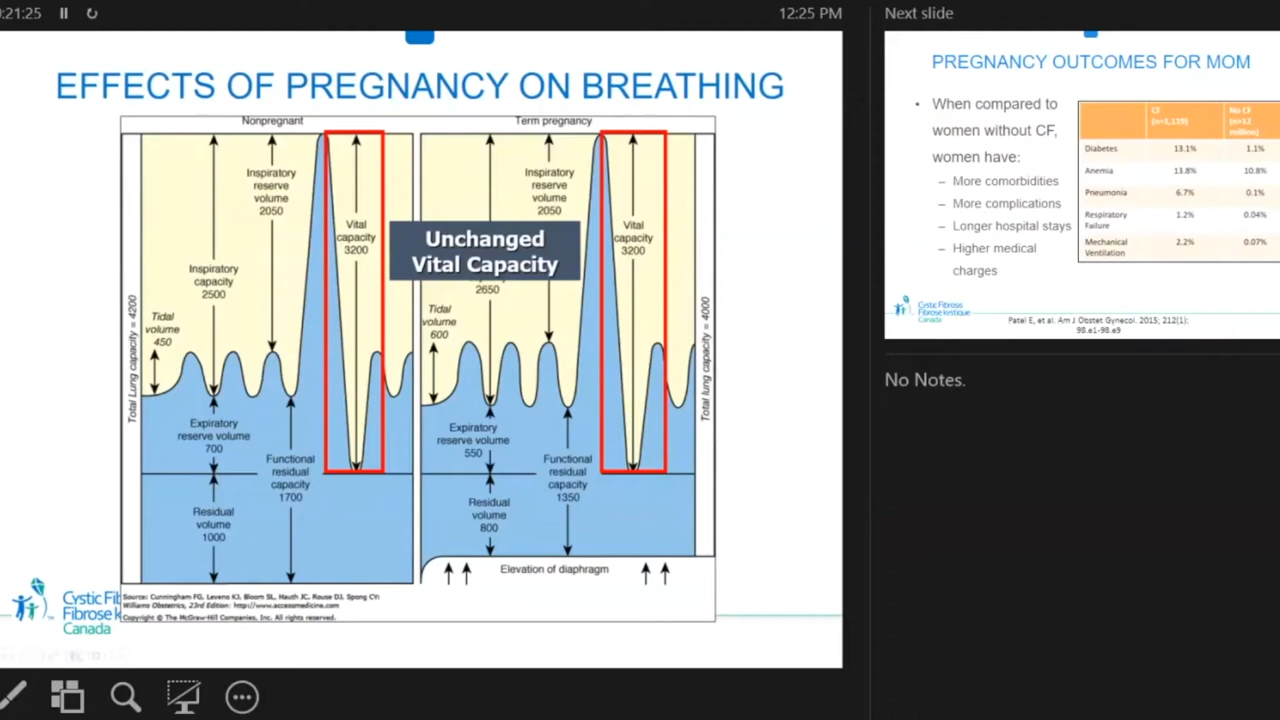 0:21:25
12:25 PM
Next slide
EFFECTS OF PREGNANCY ON BREATHING
Nonpregnant
Term pregnancy
Total Lung capacity = 4200
Tidal
volume
450
Inspiratory
capacity
2500
Inspiratory
reserve
volume
2050
Vital
capacity
3200
Expiratory
reserve volume
700
Functional
residual
capacity
1700
Residual
volume
1000
Unchanged
Vital Capacity
Tidal
volume
600
2650
Inspiratory
reserve
volume
2050
Vital
capacity
3200
Expiratory
reserve volume
550
Functional
residual
capacity
1350
Residual
volume
800
Elevation of diaphragm
Total lung capacity = 4000
Source: Cunningham FG, Levens KJ, Bloom SL, Hauth JC, Rouse DJ, Spong CY:
Williams Obstetrics, 23rd Edition: http://www.accessmedicine.com
Copyright © The McGraw-Hill Companies, Inc. All rights reserved.
Cystic Fib
Fibrose k
Canada
PREGNANCY OUTCOMES FOR MOM
• When compared to
women without CF,
women have:
– More comorbidities
– More complications
– Longer hospital stays
– Higher medical
charges
CF
(n=1,119)
No CF
(n=12
million)
Diabetes 13.1% 1.1%
Anemia 13.8% 10.8%
Pneumonia 6.7% 0.1%
Respiratory
Failure 1.2% 0.04%
Mechanical
Ventilation 2.2% 0.07%
Cystic Fibrosis
Fibrose kystique
Canada
Patel E, et al. Am J Obstet Gynecol. 2015; 212(1):
98.e1-98.e9
No Notes.